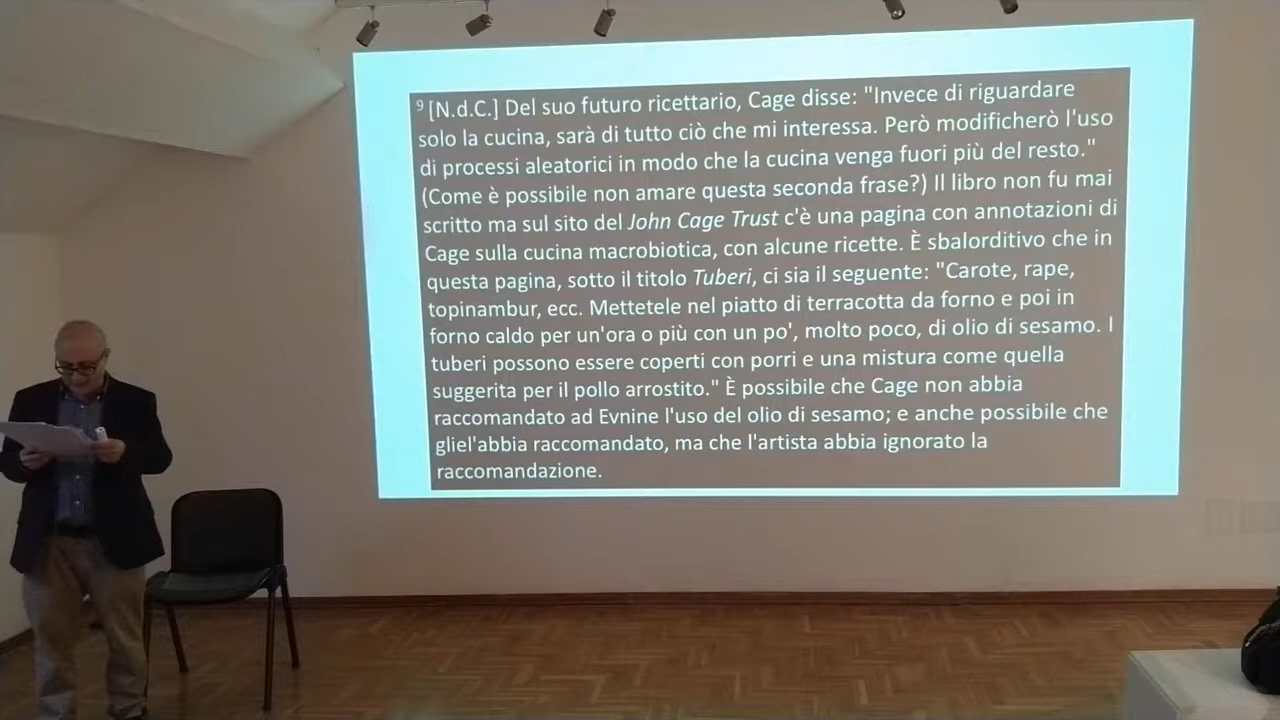 ⁹ [N.d.C.] Del suo futuro ricettario, Cage disse: "Invece di riguardare
solo la cucina, sarà di tutto ciò che mi interessa. Però modificherò l'uso
di processi aleatorici in modo che la cucina venga fuori più del resto."
(Come è possibile non amare questa seconda frase?) Il libro non fu mai
scritto ma sul sito del John Cage Trust c'è una pagina con annotazioni di
Cage sulla cucina macrobiotica, con alcune ricette. È sbalorditivo che in
questa pagina, sotto il titolo Tuberi, ci sia il seguente: "Carote, rape,
topinambur, ecc. Mettetele nel piatto di terracotta da forno e poi in
forno caldo per un'ora o più con un po', molto poco, di olio di sesamo. I
tuberi possono essere coperti con porri e una mistura come quella
suggerita per il pollo arrostito." È possibile che Cage non abbia
raccomandato ad Evnine l'uso del olio di sesamo; e anche possibile che
gliel'abbia raccomandato, ma che l'artista abbia ignorato la
raccomandazione.